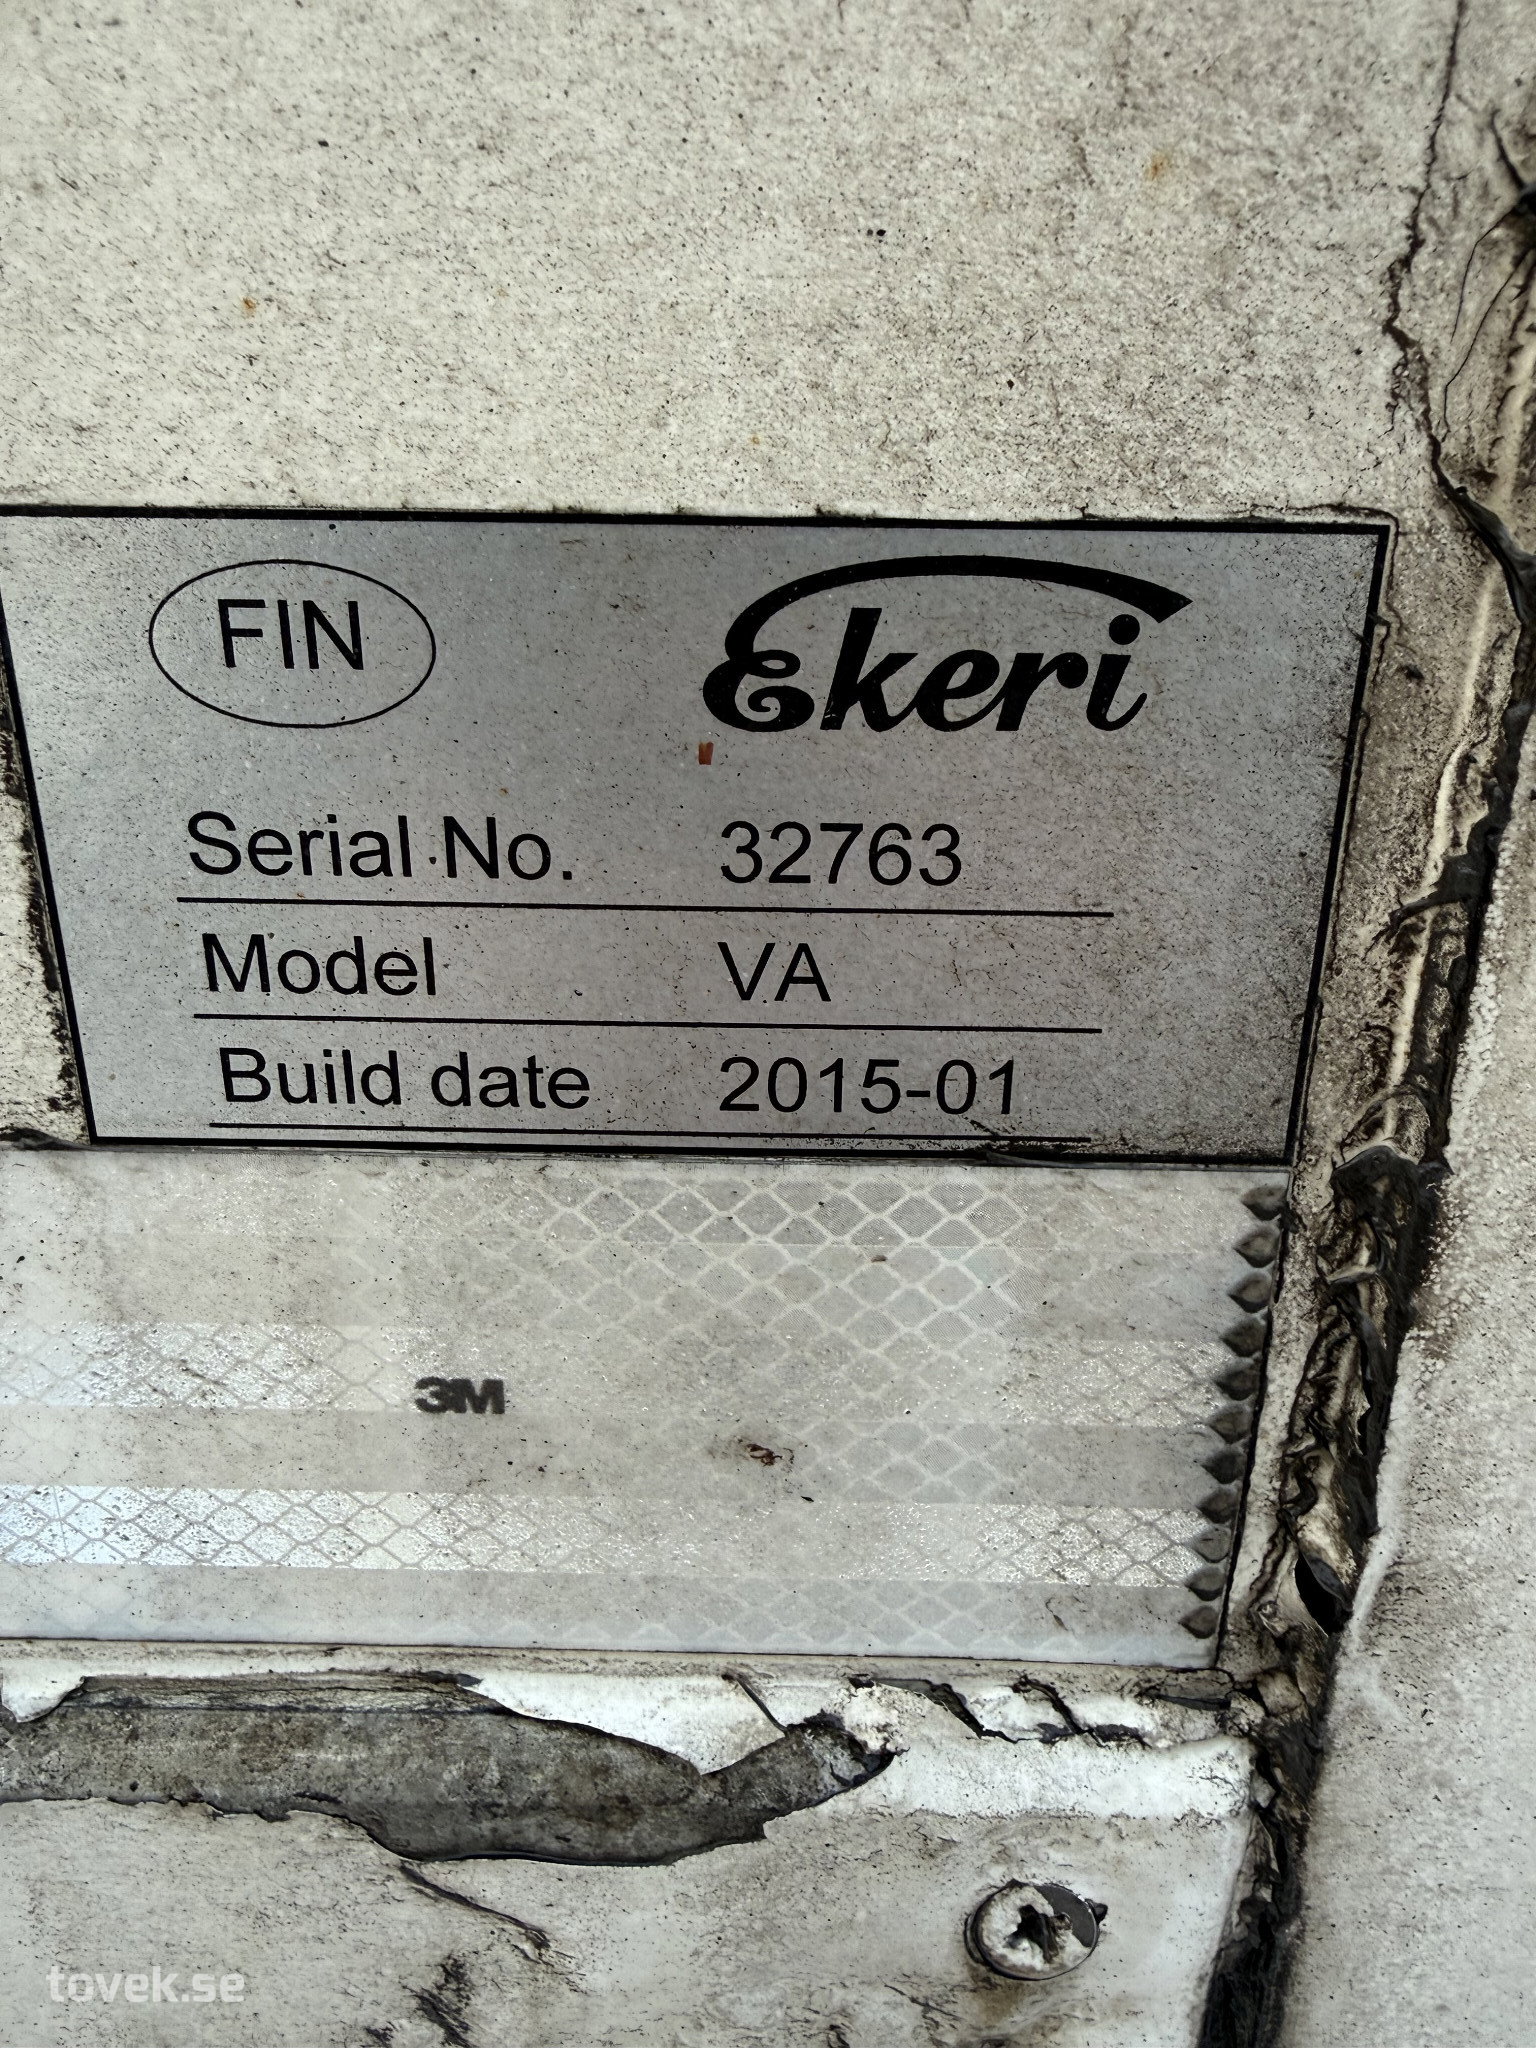 FIN
Ekeri
Serial No. 32763
Model VA
Build date 2015-01
3M
tovek.se